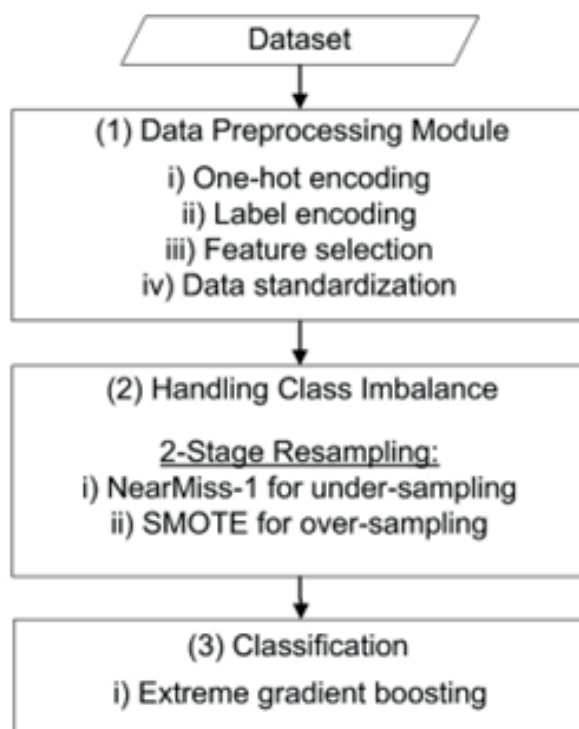 Dataset
(1) Data Preprocessing Module
i) One-hot encoding
ii) Label encoding
iii) Feature selection
iv) Data standardization
(2) Handling Class Imbalance
2-Stage Resampling:
i) NearMiss-1 for under-sampling
ii) SMOTE for over-sampling
(3) Classification
i) Extreme gradient boosting